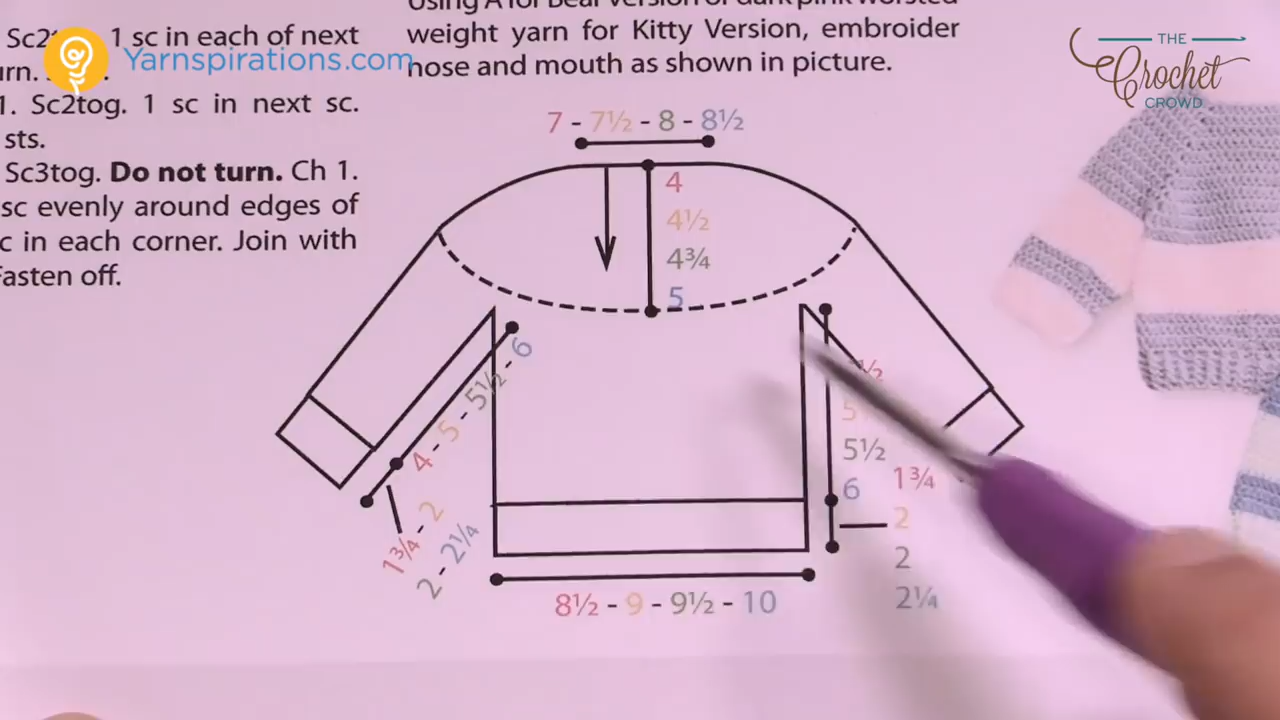 Sc2 1 sc in each of next
urn.
1. Sc2tog. 1 sc in next sc.
sts.
Sc3tog. Do not turn. Ch 1.
sc evenly around edges of
c in each corner. Join with
Fasten off.
Yarnspirations.com
weight yarn for Kitty Version, embroider
nose and mouth as shown in picture.
THE
Crochet
CROWD
7 - 7½ - 8 - 8½
4
4½
4¾
5
4 - 5 - 5½ - 6
1¾ - 2
2 - 2¼
½
5
5½
6
1¾
2
2
2¼
8½ - 9 - 9½ - 10